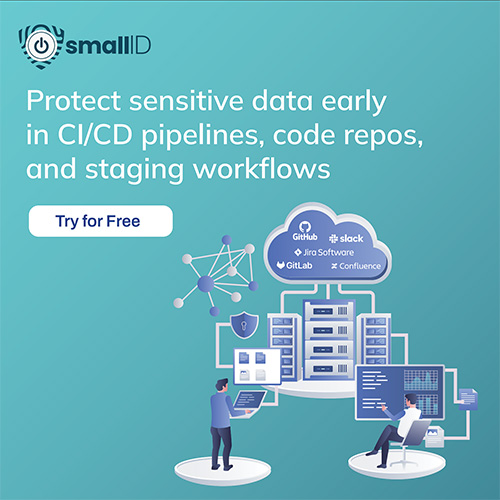 smallID
Protect sensitive data early
in CI/CD pipelines, code repos,
and staging workflows
Try for Free
GitHub
slack
Jira Software
GitLab
Confluence